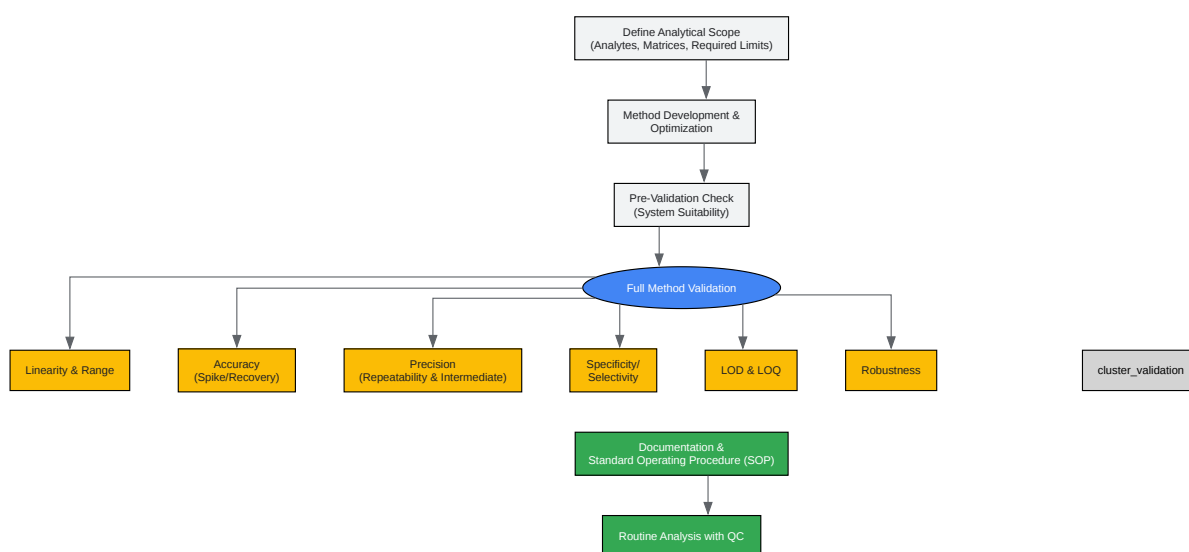 Define Analytical Scope
(Analytes, Matrices, Required Limits)
Method Development &
Optimization
Pre-Validation Check
(System Suitability)
Full Method Validation
Linearity & Range
Accuracy
(Spike/Recovery)
Precision
(Repeatability & Intermediate)
Specificity/
Selectivity
LOD & LOQ
Robustness
cluster_validation
Documentation &
Standard Operating Procedure (SOP)
Routine Analysis with QC